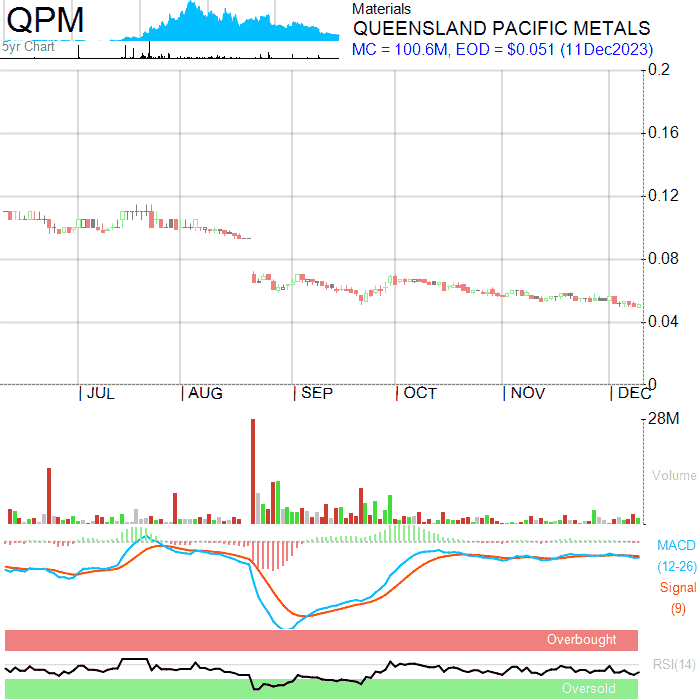 QPM
5yr Chart
Materials
QUEENSLAND PACIFIC METALS
MC = 100.6M, EOD = $0.051 (11Dec2023)
0.2
0.16
0.12
0.08
0.04
0
JUL
AUG
SEP
OCT
NOV
DEC
28M
Volume
MACD
(12-26)
Signal
(9)
Overbought
RSI(14)
Oversold